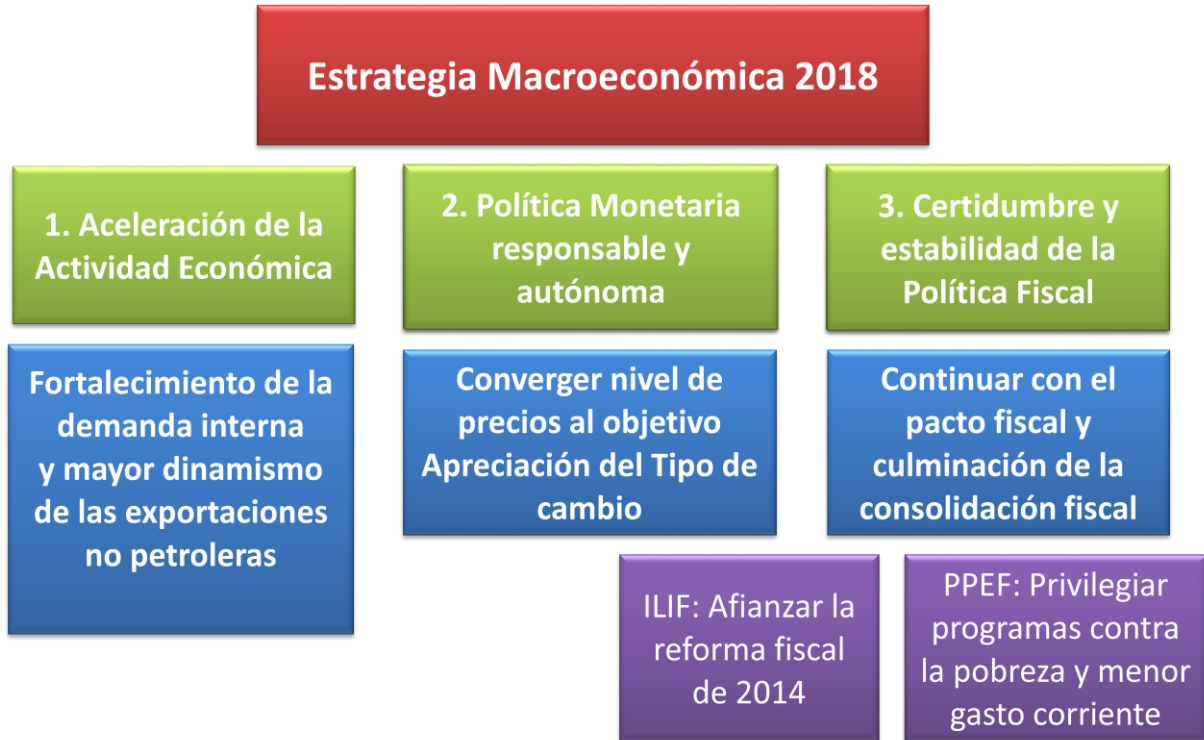 Estrategia Macroeconómica 2018
1. Aceleración de la
Actividad Económica
2. Política Monetaria
responsable y
autónoma
3. Certidumbre y
estabilidad de la
Política Fiscal
Fortalecimiento de la
demanda interna
y mayor dinamismo
de las exportaciones
no petroleras
Converger nivel de
precios al objetivo
Apreciación del Tipo de
cambio
Continuar con el
pacto fiscal y
culminación de la
consolidación fiscal
ILIF: Afianzar la
reforma fiscal
de 2014
PPEF: Privilegiar
programas contra
la pobreza y menor
gasto corriente